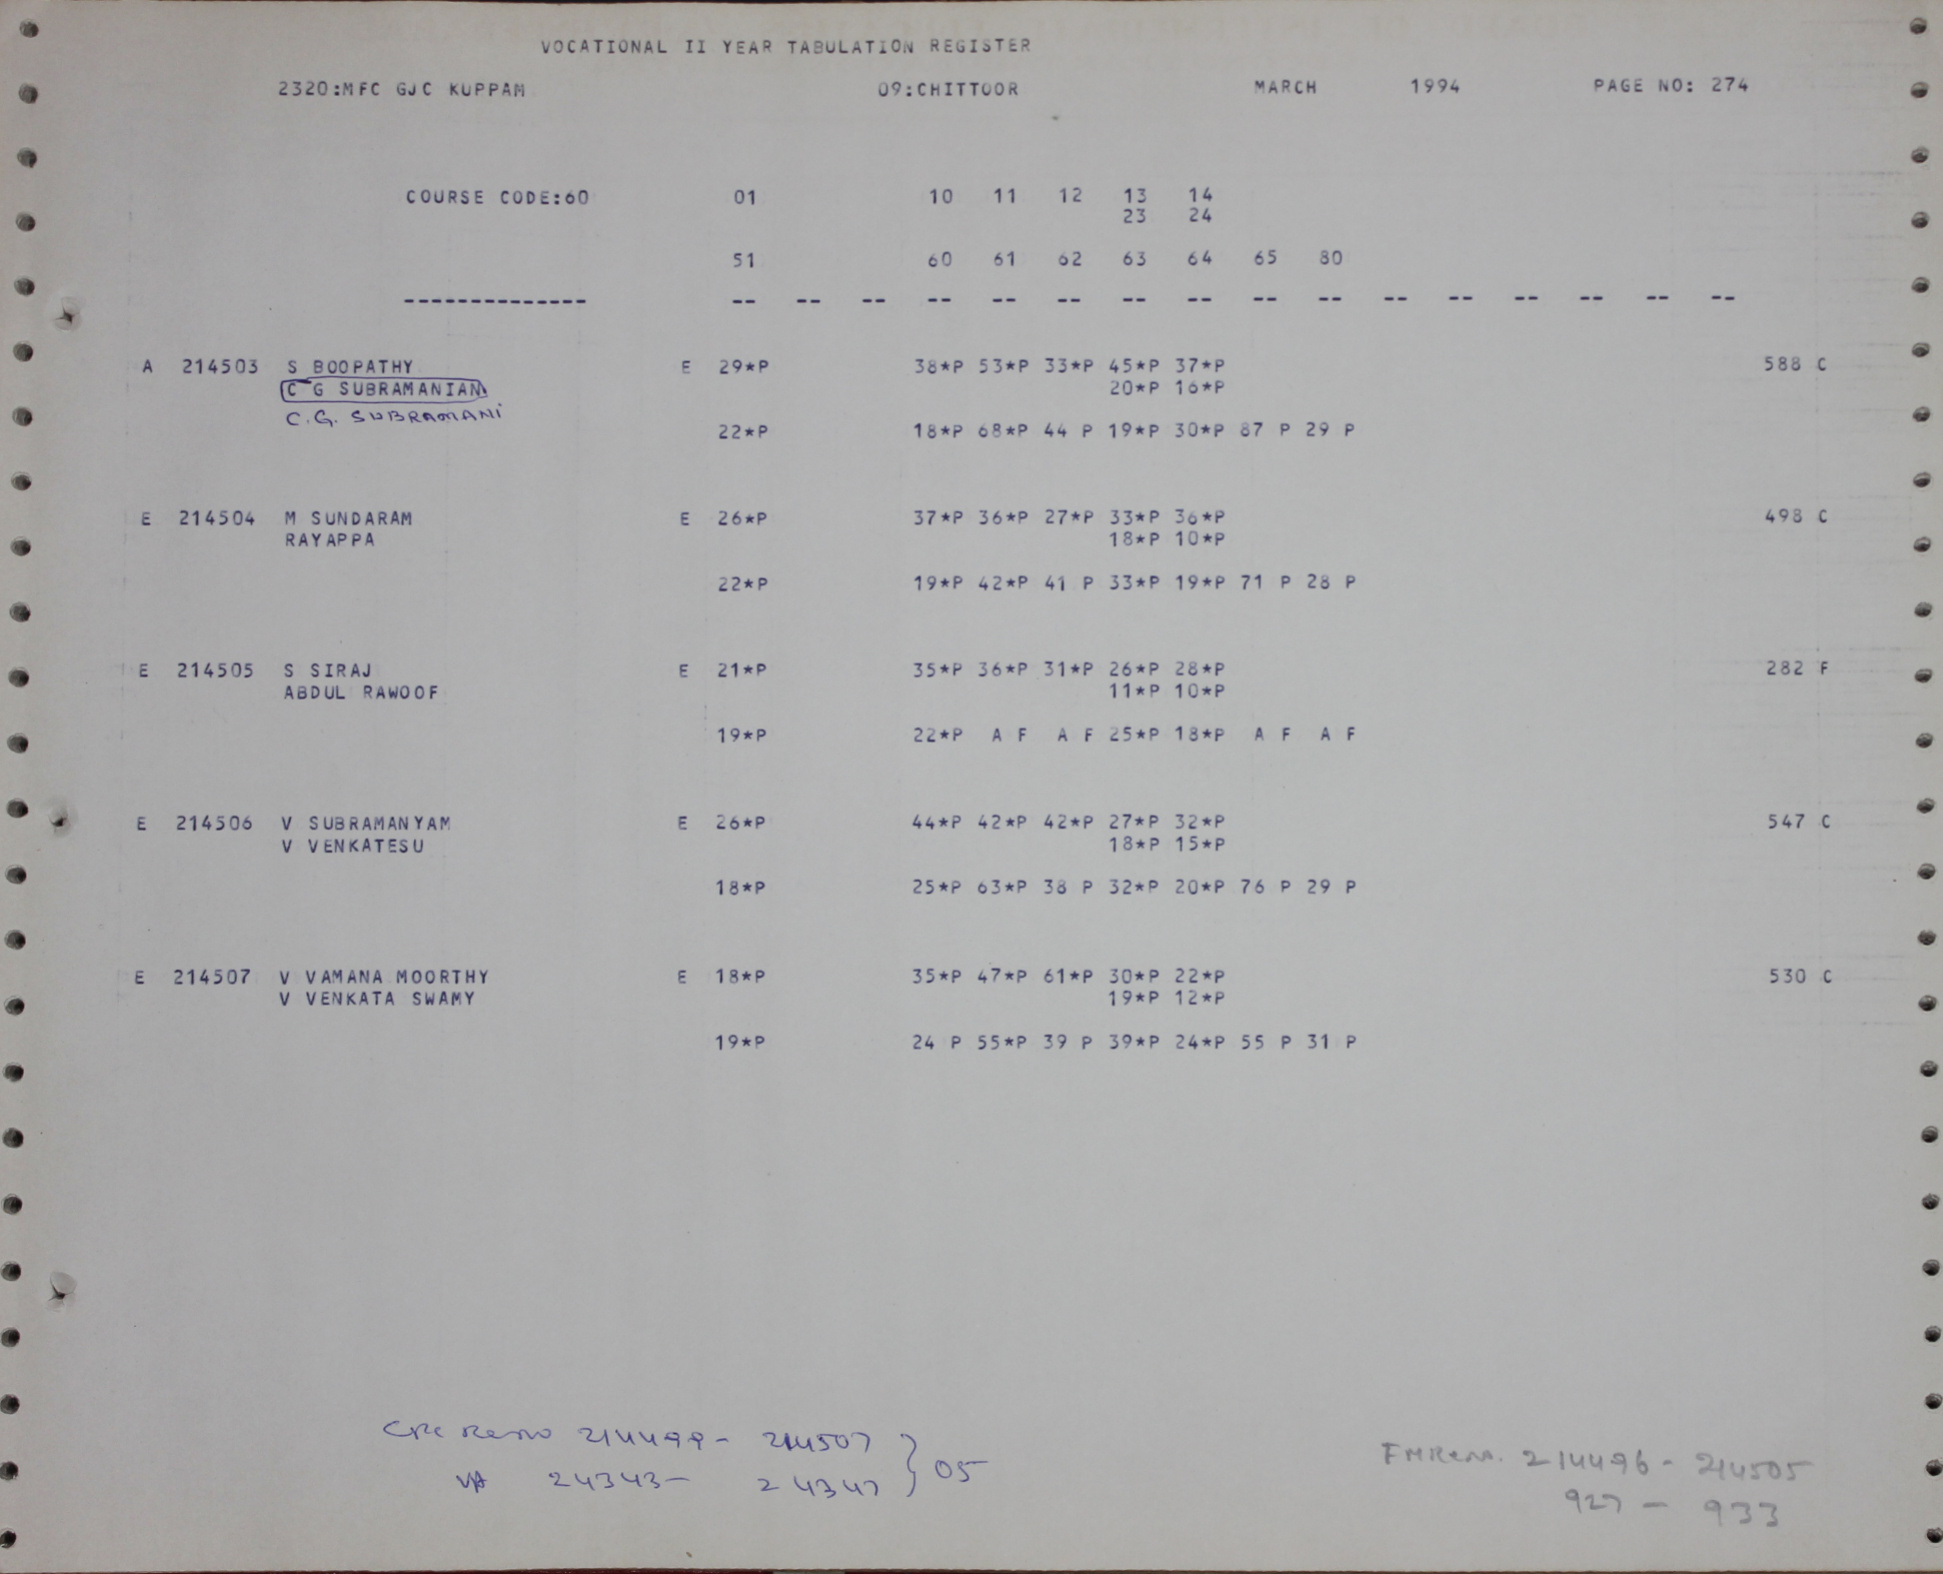 VOCATIONAL II YEAR TABULATION REGISTER
2320:MFC GJC KUPPAM 09:CHITTOOR MARCH 1994 PAGE NO: 274
COURSE CODE:60 01 10 11 12 13 14
23 24
51 60 61 62 63 64 65 80
-------------- -- -- -- -- -- -- -- -- -- -- -- -- -- -- -- --
A 214503 S BOOPATHY E 29*P 38*P 53*P 33*P 45*P 37*P 588 C
C G SUBRAMANIAN 20*P 16*P
C.G. SUBRAMANI
22*P 18*P 68*P 44 P 19*P 30*P 87 P 29 P
E 214504 M SUNDARAM E 26*P 37*P 36*P 27*P 33*P 36*P 498 C
RAYAPPA 18*P 10*P
22*P 19*P 42*P 41 P 33*P 19*P 71 P 28 P
E 214505 S SIRAJ E 21*P 35*P 36*P 31*P 26*P 28*P 282 F
ABDUL RAWOOF 11*P 10*P
19*P 22*P A F A F 25*P 18*P A F A F
E 214506 V SUBRAMANYAM E 26*P 44*P 42*P 42*P 27*P 32*P 547 C
V VENKATESU 18*P 15*P
18*P 25*P 63*P 38 P 32*P 20*P 76 P 29 P
E 214507 V VAMANA MOORTHY E 18*P 35*P 47*P 61*P 30*P 22*P 530 C
V VENKATA SWAMY 19*P 12*P
19*P 24 P 55*P 39 P 39*P 24*P 55 P 31 P
214499- 214507
24343- 24347 } 05
214496- 214505
927 - 933